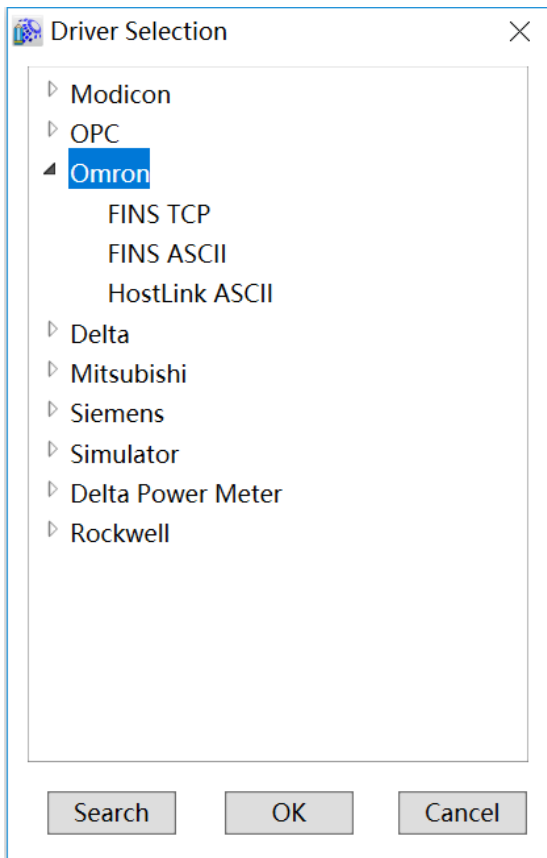 Driver Selection
Modicon
OPC
Omron
FINS TCP
FINS ASCII
HostLink ASCII
Delta
Mitsubishi
Siemens
Simulator
Delta Power Meter
Rockwell
Search OK Cancel